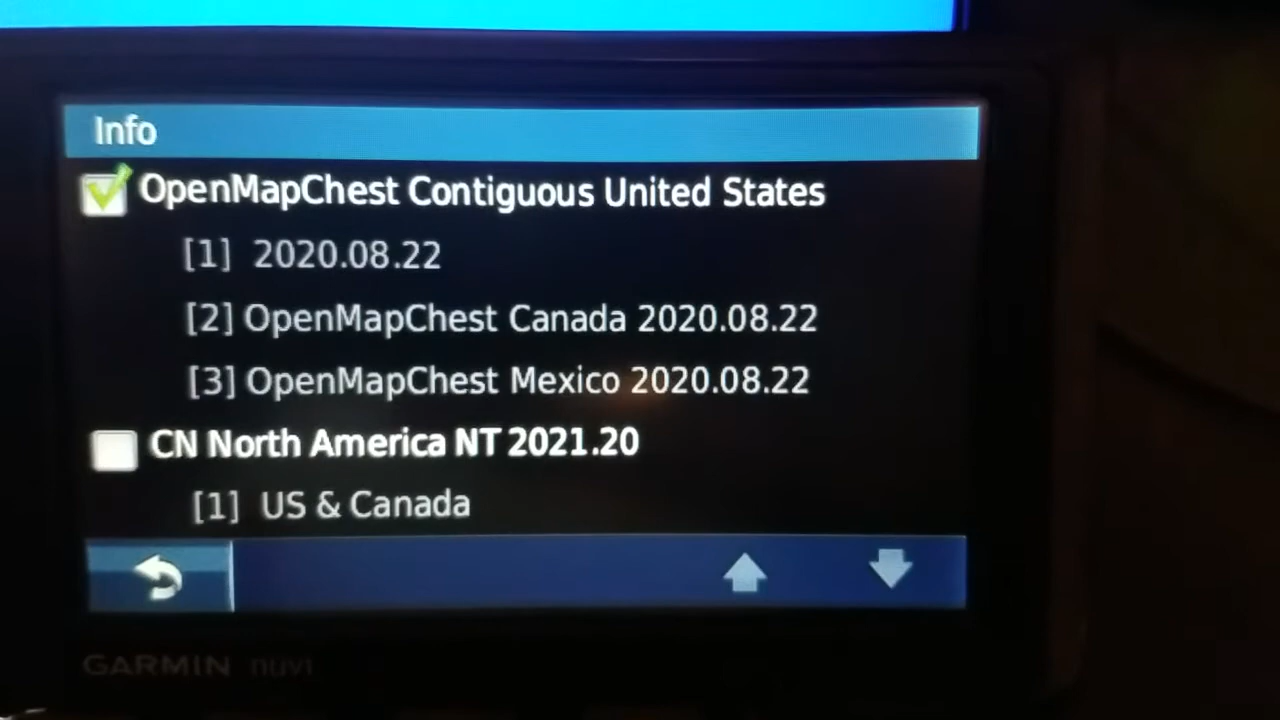 Info
OpenMapChest Contiguous United States
[1] 2020.08.22
[2] OpenMapChest Canada 2020.08.22
[3] OpenMapChest Mexico 2020.08.22
CN North America NT 2021.20
[1] US & Canada
GARMIN nüvi